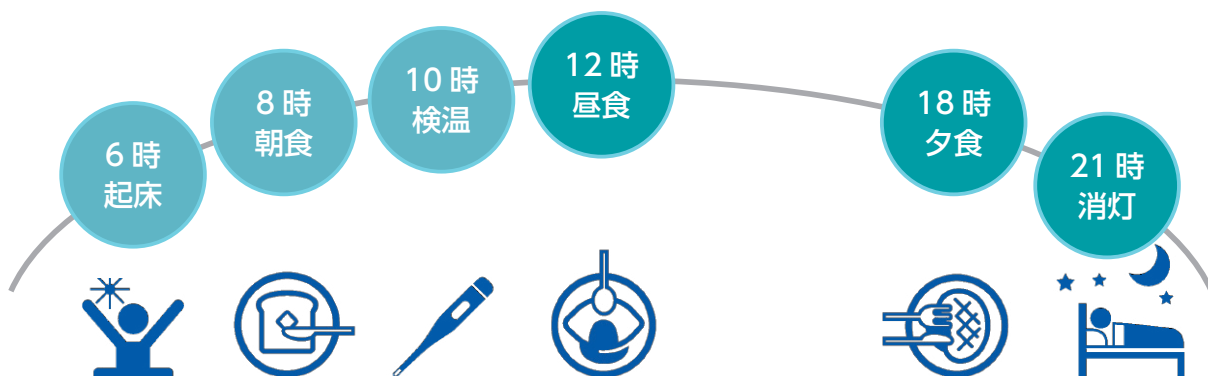 6 時
起床
8 時
朝食
10 時
検温
12 時
昼食
18 時
夕食
21 時
消灯